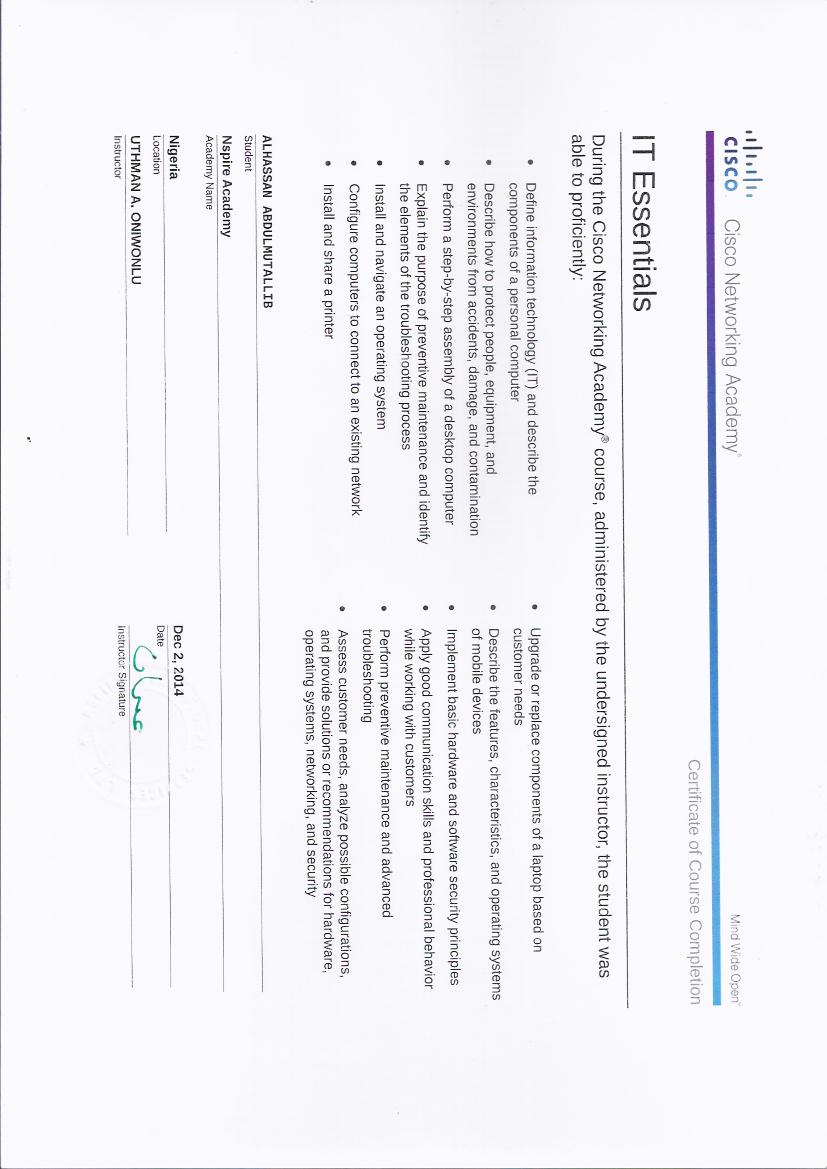 CISCO Cisco Networking Academy® Mind Wide Open™
Certificate of Course Completion
IT Essentials
During the Cisco Networking Academy® course, administered by the undersigned instructor, the student was
able to proficiently:
• Define information technology (IT) and describe the
components of a personal computer
• Describe how to protect people, equipment, and
environments from accidents, damage, and contamination
• Perform a step-by-step assembly of a desktop computer
• Explain the purpose of preventive maintenance and identify
the elements of the troubleshooting process
• Install and navigate an operating system
• Configure computers to connect to an existing network
• Install and share a printer
• Upgrade or replace components of a laptop based on
customer needs
• Describe the features, characteristics, and operating systems
of mobile devices
• Implement basic hardware and software security principles
• Apply good communication skills and professional behavior
while working with customers
• Perform preventive maintenance and advanced
troubleshooting
• Assess customer needs, analyze possible configurations,
and provide solutions or recommendations for hardware,
operating systems, networking, and security
ALHASSAN ABDULMUTALLIB
Student
Nspire Academy
Academy Name
Nigeria
Location
Dec 2, 2014
Date
UTHMAN A. ONIWONLU
Instructor
Instructor Signature